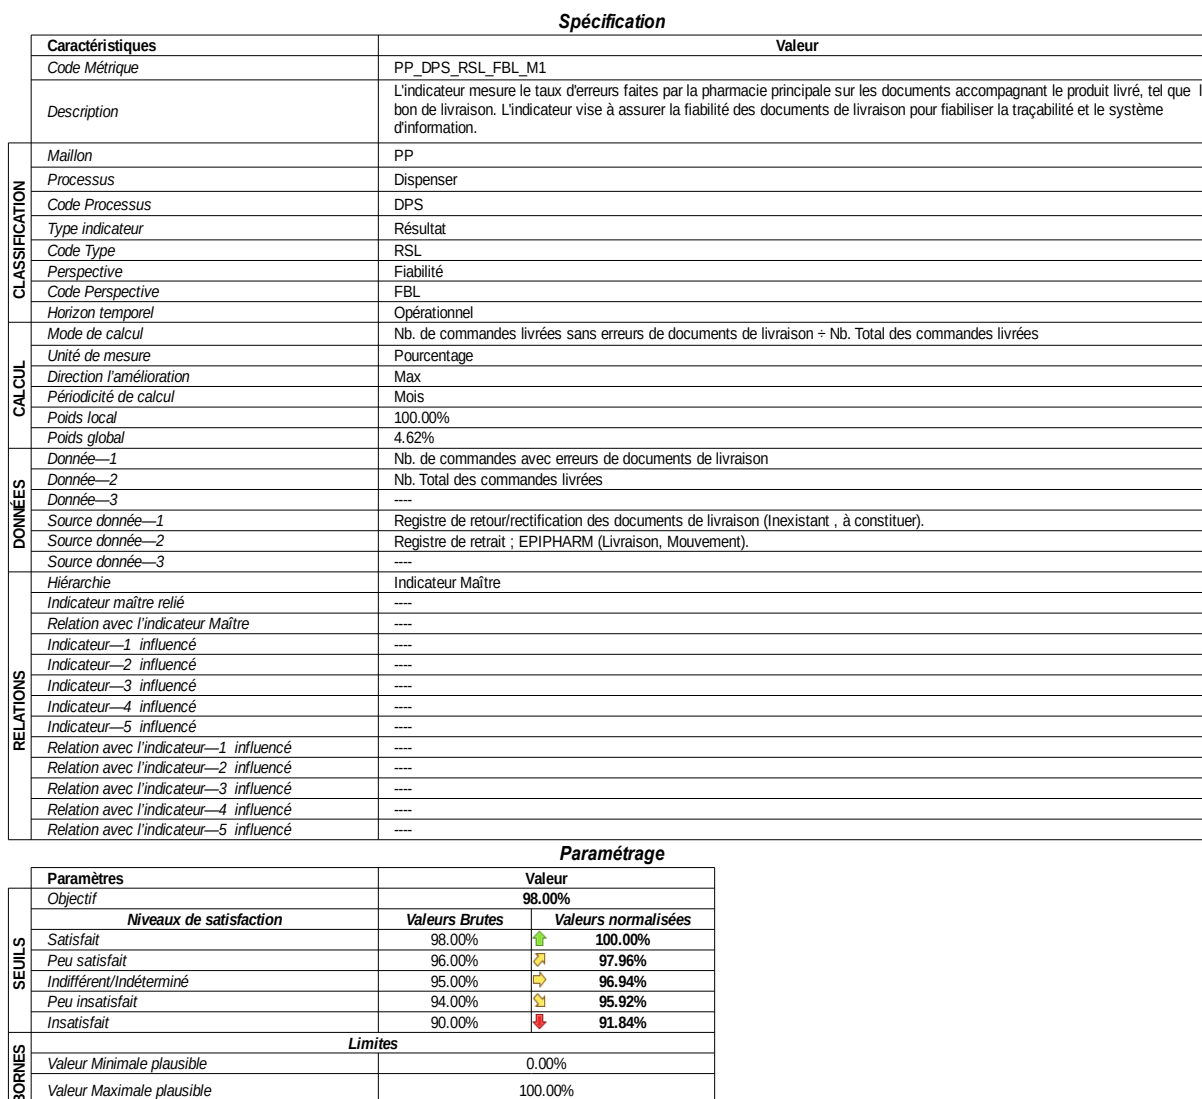 Spécification
Caractéristiques Valeur
Code Métrique PP_DPS_RSL_FBL_M1
Description
L'indicateur mesure le taux d'erreurs faites par la pharmacie principale sur les documents accompagnant le produit livré, tel que
bon de livraison. L'indicateur vise à assurer la fiabilité des documents de livraison pour fiabiliser la traçabilité et le système
d'information.
CLASSIFICATION
Maillon PP
Processus Dispenser
Code Processus DPS
Type indicateur Résultat
Code Type RSL
Perspective Fiabilité
Code Perspective FBL
Horizon temporel Opérationnel
CALCUL
Mode de calcul Nb. de commandes livrées sans erreurs de documents de livraison ÷ Nb. Total des commandes livrées
Unité de mesure Pourcentage
Direction l'amélioration Max
Périodicité de calcul Mois
Poids local 100.00%
Poids global 4.62%
DONNÉES
Donnée—1 Nb. de commandes avec erreurs de documents de livraison
Donnée—2 Nb. Total des commandes livrées
Donnée—3 ----
Source donnée—1 Registre de retour/rectification des documents de livraison (Inexistant , à constituer).
Source donnée—2 Registre de retrait ; EPIPHARM (Livraison, Mouvement).
Source donnée—3 ----
RELATIONS
Hiérarchie Indicateur Maître
Indicateur maître relié ----
Relation avec l'indicateur Maître ----
Indicateur—1 influencé ----
Indicateur—2 influencé ----
Indicateur—3 influencé ----
Indicateur—4 influencé ----
Indicateur—5 influencé ----
Relation avec l'indicateur—1 influencé ----
Relation avec l'indicateur—2 influencé ----
Relation avec l'indicateur—3 influencé ----
Relation avec l'indicateur—4 influencé ----
Relation avec l'indicateur—5 influencé ----
Paramétrage
Paramètres Valeur
SEUILS
Objectif 98.00%
Niveaux de satisfaction Valeurs Brutes Valeurs normalisées
Satisfait 98.00% 100.00%
Peu satisfait 96.00% 97.96%
Indifférent/Indéterminé 95.00% 96.94%
Peu insatisfait 94.00% 95.92%
Insatisfait 90.00% 91.84%
BORNES
Limites
Valeur Minimale plausible 0.00%
Valeur Maximale plausible 100.00%